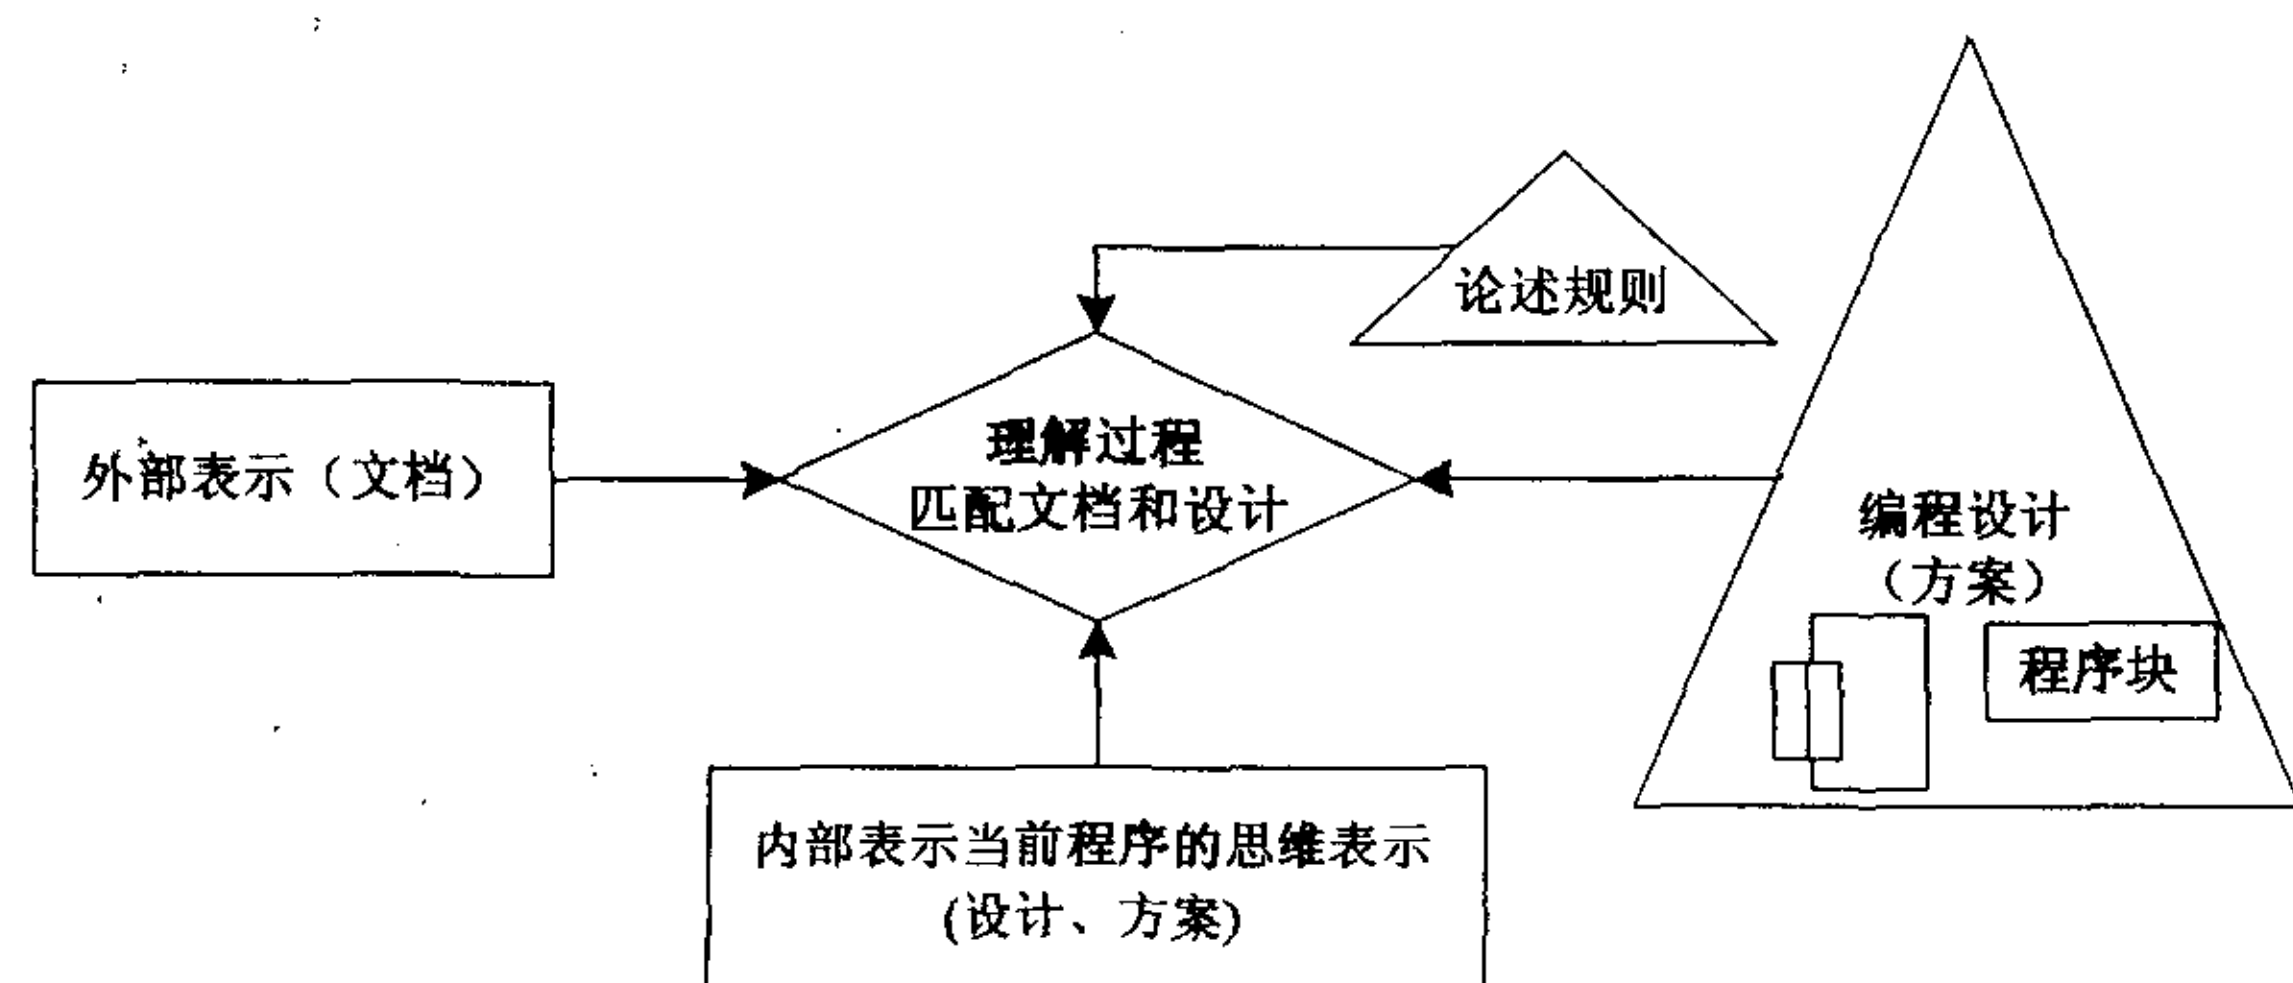 论述规则
外部表示（文档）
理解过程
匹配文档和设计
编程设计
（方案）
程序块
内部表示当前程序的思维表示
(设计、方案)